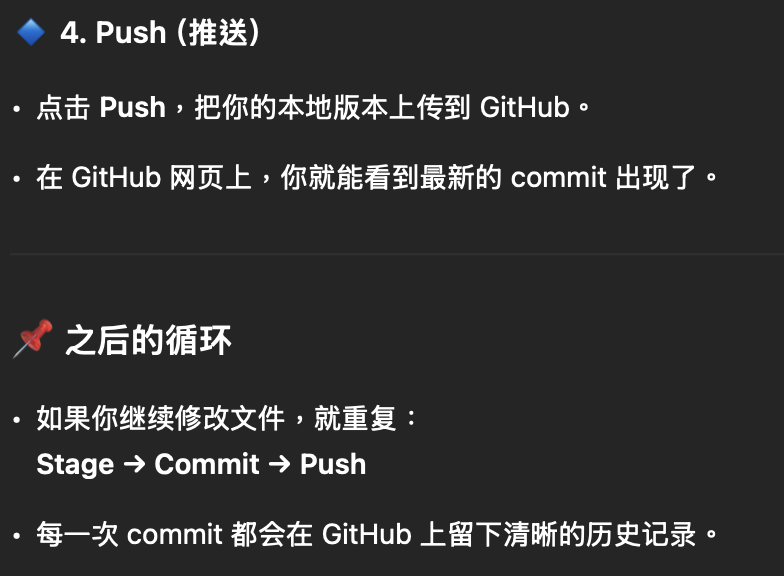 🔷 4. Push (推送)
• 点击 Push，把你的本地版本上传到 GitHub。
• 在 GitHub 网页上，你就能看到最新的 commit 出现了。
📌 之后的循环
• 如果你继续修改文件，就重复：
Stage → Commit → Push
• 每一次 commit 都会在 GitHub 上留下清晰的历史记录。